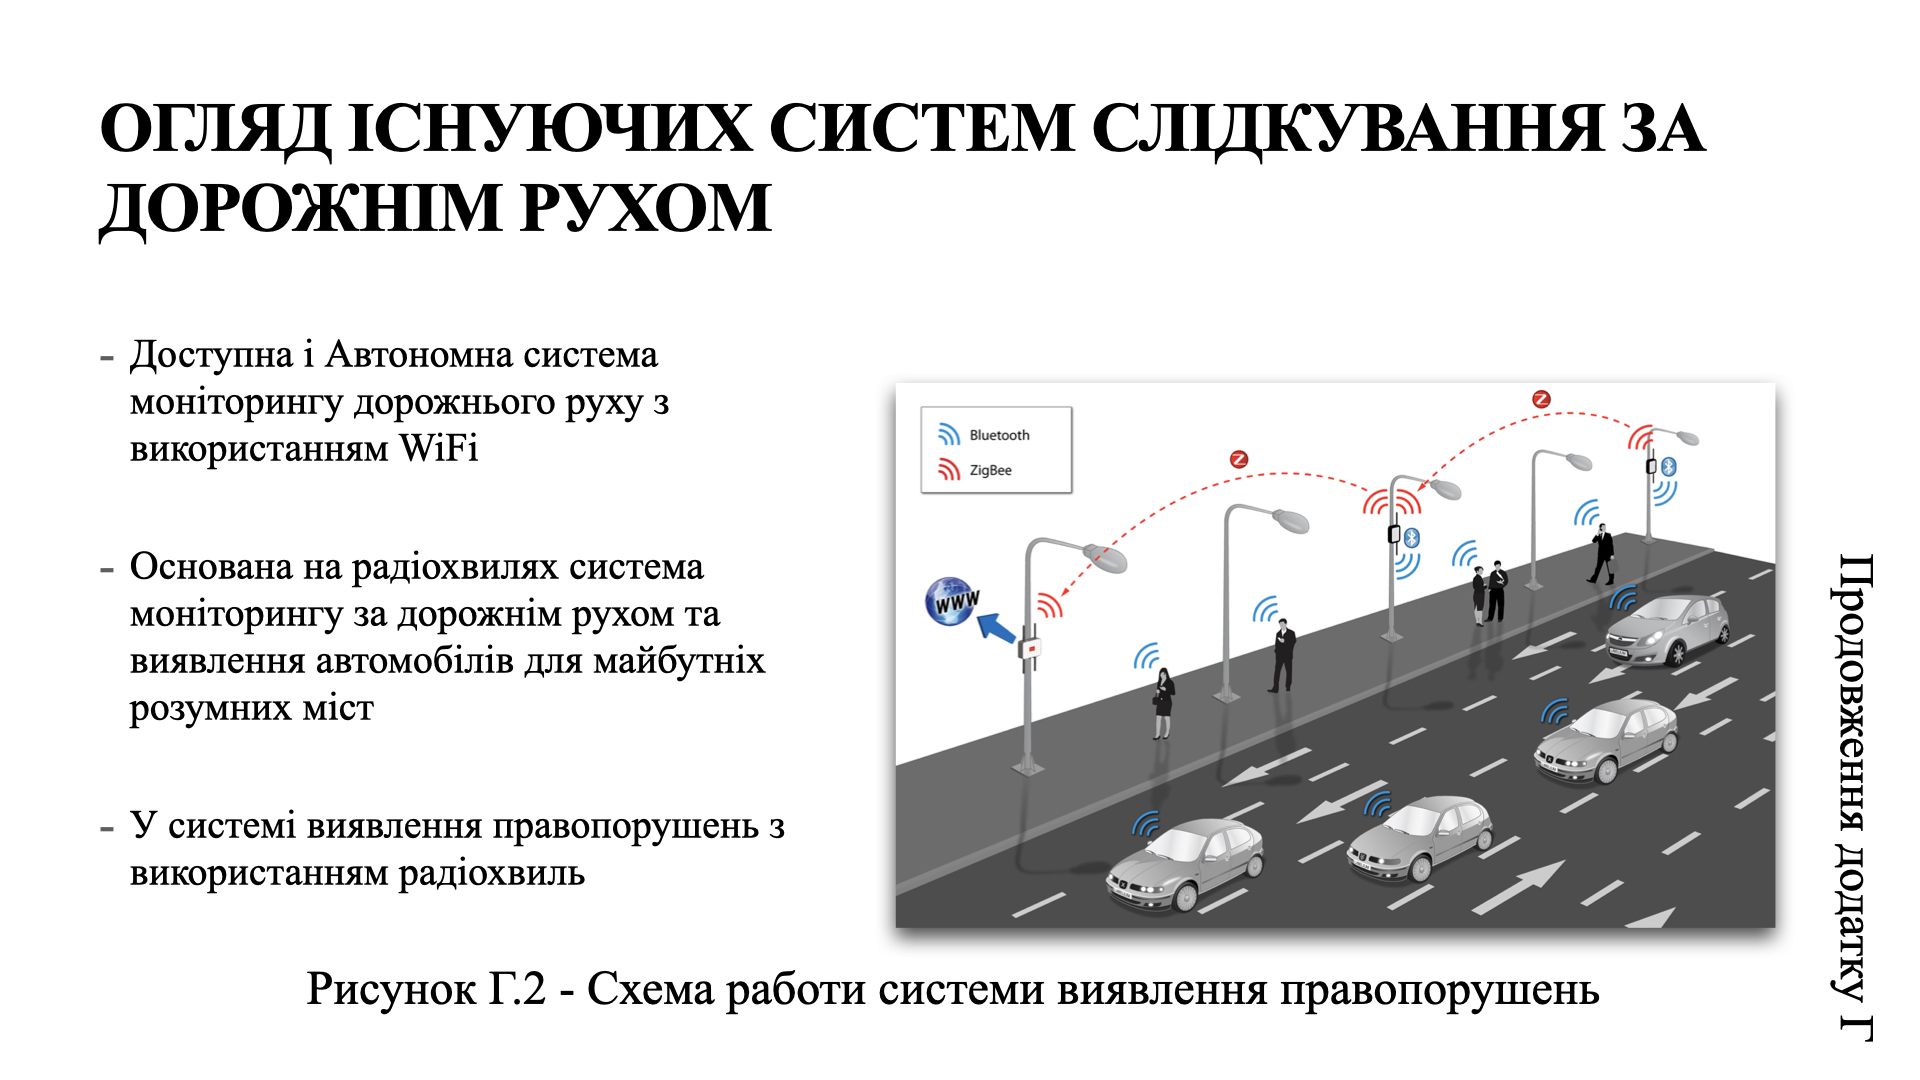 ОГЛЯД ІСНУЮЧИХ СИСТЕМ СЛІДКУВАННЯ ЗА
ДОРОЖНІМ РУХОМ
- Доступна і Автономна система
моніторингу дорожнього руху з
використанням WiFi
- Основана на радіохвилях система
моніторингу за дорожнім рухом та
виявлення автомобілів для майбутніх
розумних міст
- У системі виявлення правопорушень з
використанням радіохвиль
Bluetooth
ZigBee
Z
Z
WWW
Рисунок Г.2 - Схема работи системи виявлення правопорушень
Продовження додатку Г